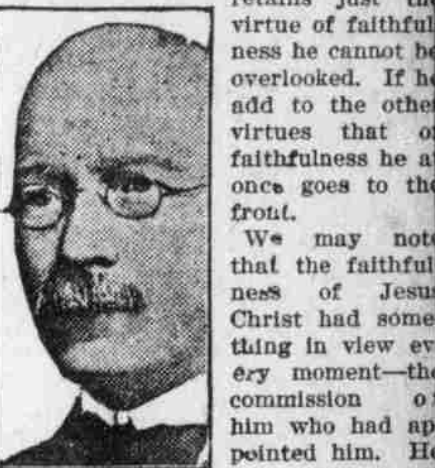 retains just the
virtue of faithful
ness he cannot be
overlooked. If he
add to the other
virtues that of
faithfulness he at
once goes to the
front.
We may note
that the faithful
ness of Jesus
Christ had some
thing in view ev
ery moment—the
commission of
him who had ap
pointed him. He